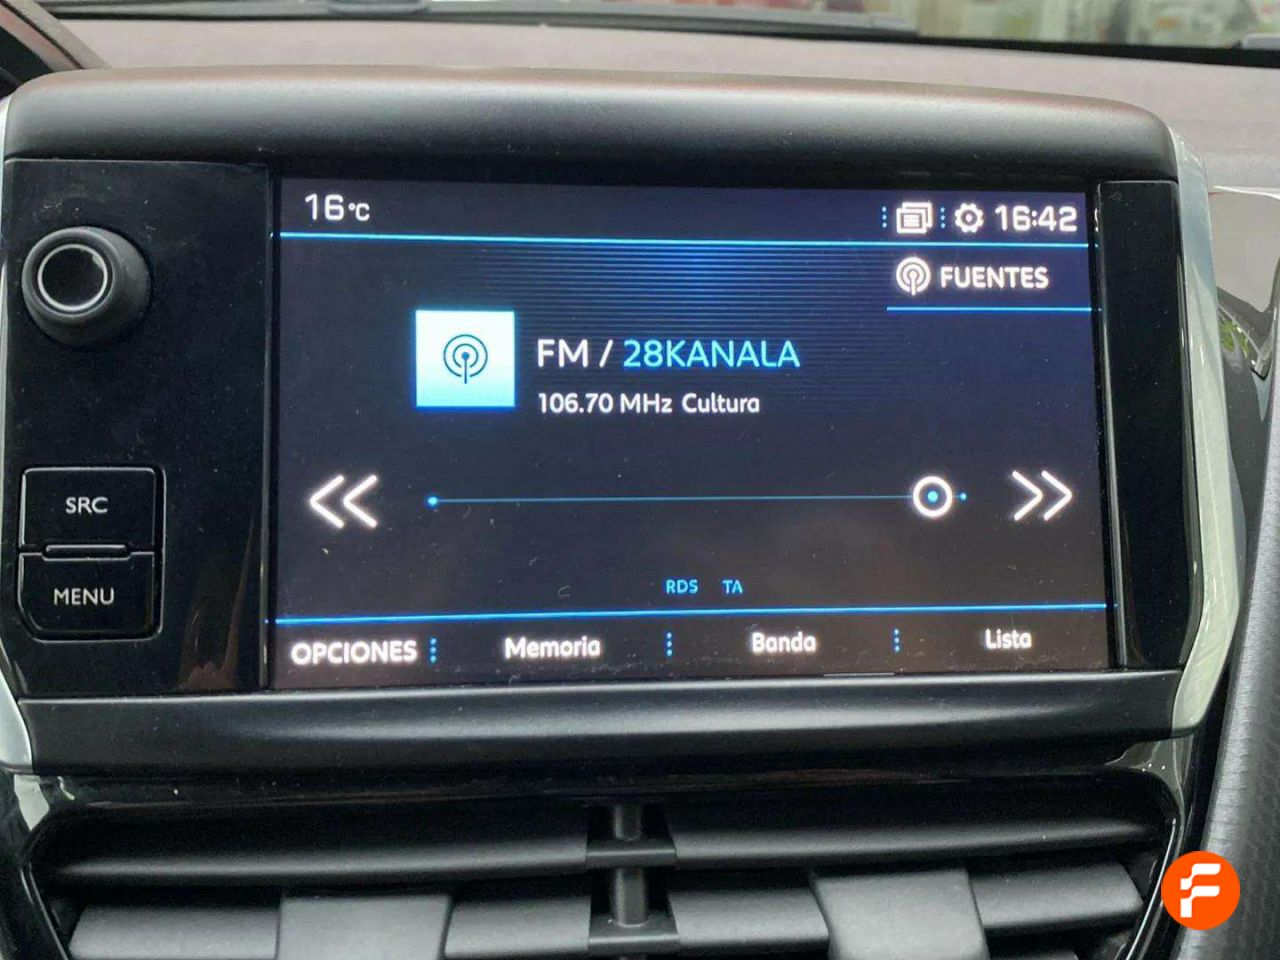 16°C
16:42
FUENTES
FM / 28KANALA
106.70 MHz Cultura
SRC
MENU
RDS TA
OPCIONES Memoria Banda Lista
F